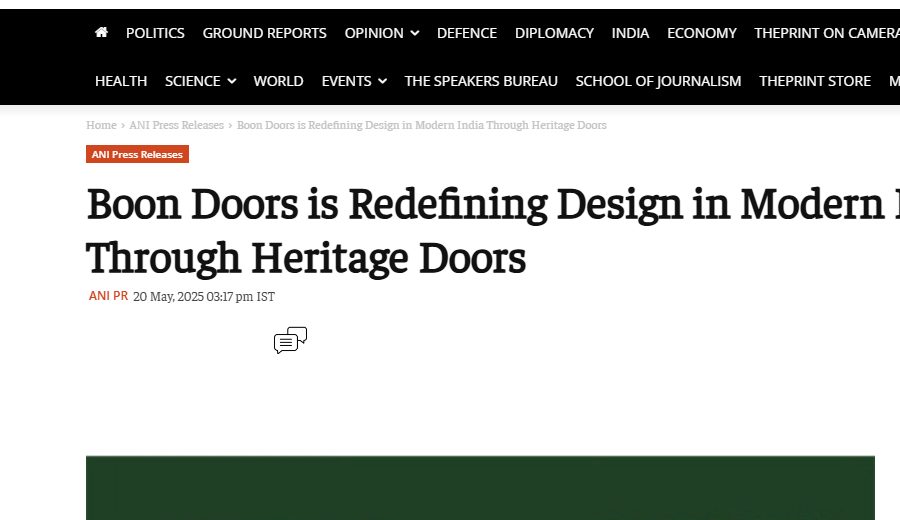 POLITICS GROUND REPORTS OPINION DEFENCE DIPLOMACY INDIA ECONOMY THEPRINT ON CAMERA
HEALTH SCIENCE WORLD EVENTS THE SPEAKERS BUREAU SCHOOL OF JOURNALISM THEPRINT STORE M
Home › ANI Press Releases › Boon Doors is Redefining Design in Modern India Through Heritage Doors
ANI Press Releases
Boon Doors is Redefining Design in Modern
Through Heritage Doors
ANI PR 20 May, 2025 03:17 pm IST